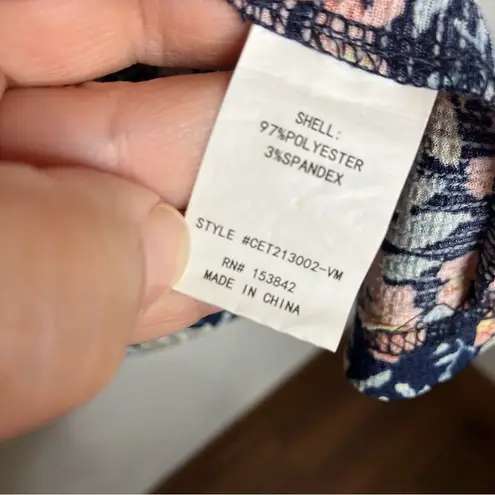 SHELL:
97%POLYESTER
3%SPANDEX
STYLE #CET213002-VM
RN# 153842
MADE IN CHINA